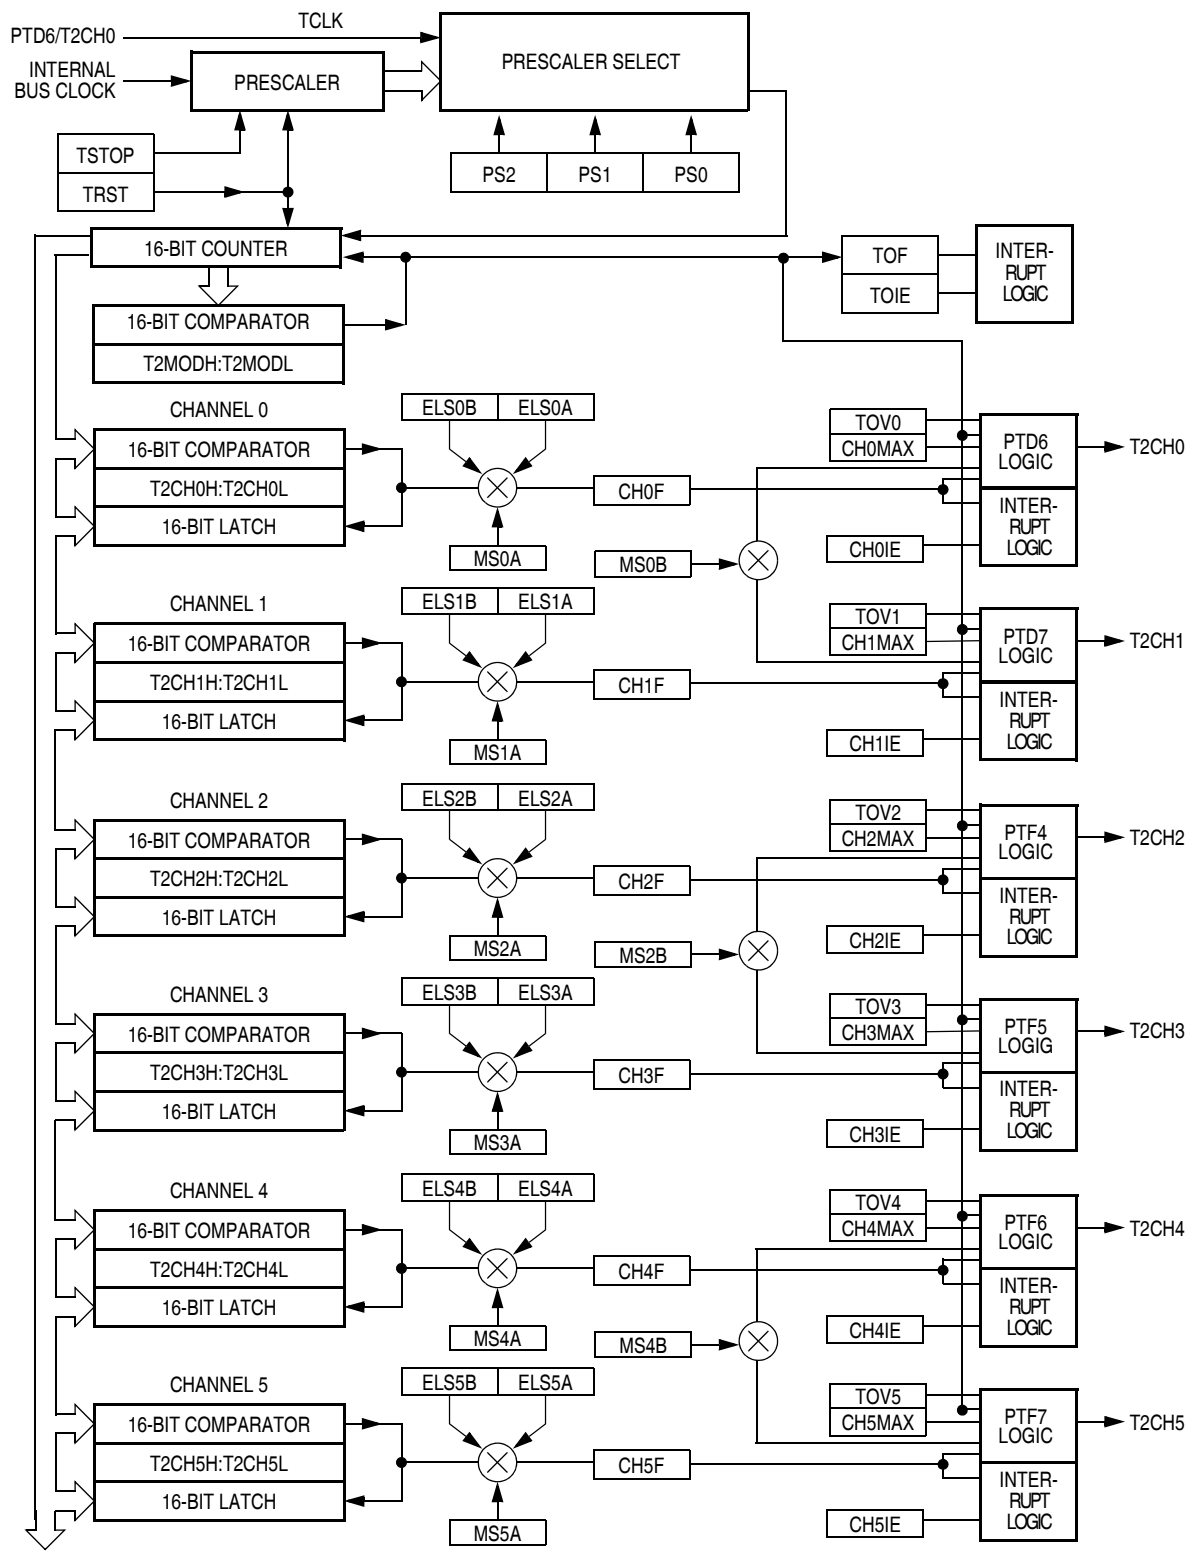 TCLK
PTD6/T2CH0
INTERNAL
BUS CLOCK
PRESCALER
PRESCALER SELECT
TSTOP
TRST
PS2 PS1 PS0
16-BIT COUNTER
TOF
TOIE
INTER-
RUPT
LOGIC
16-BIT COMPARATOR
T2MODH:T2MODL
CHANNEL 0
16-BIT COMPARATOR
T2CH0H:T2CH0L
16-BIT LATCH
ELS0B ELS0A
MS0A
CH0F
MS0B
TOV0
CH0MAX
CH0IE
PTD6
LOGIC
INTER-
RUPT
LOGIC
T2CH0
CHANNEL 1
16-BIT COMPARATOR
T2CH1H:T2CH1L
16-BIT LATCH
ELS1B ELS1A
MS1A
CH1F
TOV1
CH1MAX
CH1IE
PTD7
LOGIC
INTER-
RUPT
LOGIC
T2CH1
CHANNEL 2
16-BIT COMPARATOR
T2CH2H:T2CH2L
16-BIT LATCH
ELS2B ELS2A
MS2A
CH2F
MS2B
TOV2
CH2MAX
CH2IE
PTF4
LOGIC
INTER-
RUPT
LOGIC
T2CH2
CHANNEL 3
16-BIT COMPARATOR
T2CH3H:T2CH3L
16-BIT LATCH
ELS3B ELS3A
MS3A
CH3F
TOV3
CH3MAX
CH3IE
PTF5
LOGIG
INTER-
RUPT
LOGIC
T2CH3
CHANNEL 4
16-BIT COMPARATOR
T2CH4H:T2CH4L
16-BIT LATCH
ELS4B ELS4A
MS4A
CH4F
MS4B
TOV4
CH4MAX
CH4IE
PTF6
LOGIC
INTER-
RUPT
LOGIC
T2CH4
CHANNEL 5
16-BIT COMPARATOR
T2CH5H:T2CH5L
16-BIT LATCH
ELS5B ELS5A
MS5A
CH5F
TOV5
CH5MAX
CH5IE
PTF7
LOGIC
INTER-
RUPT
LOGIC
T2CH5